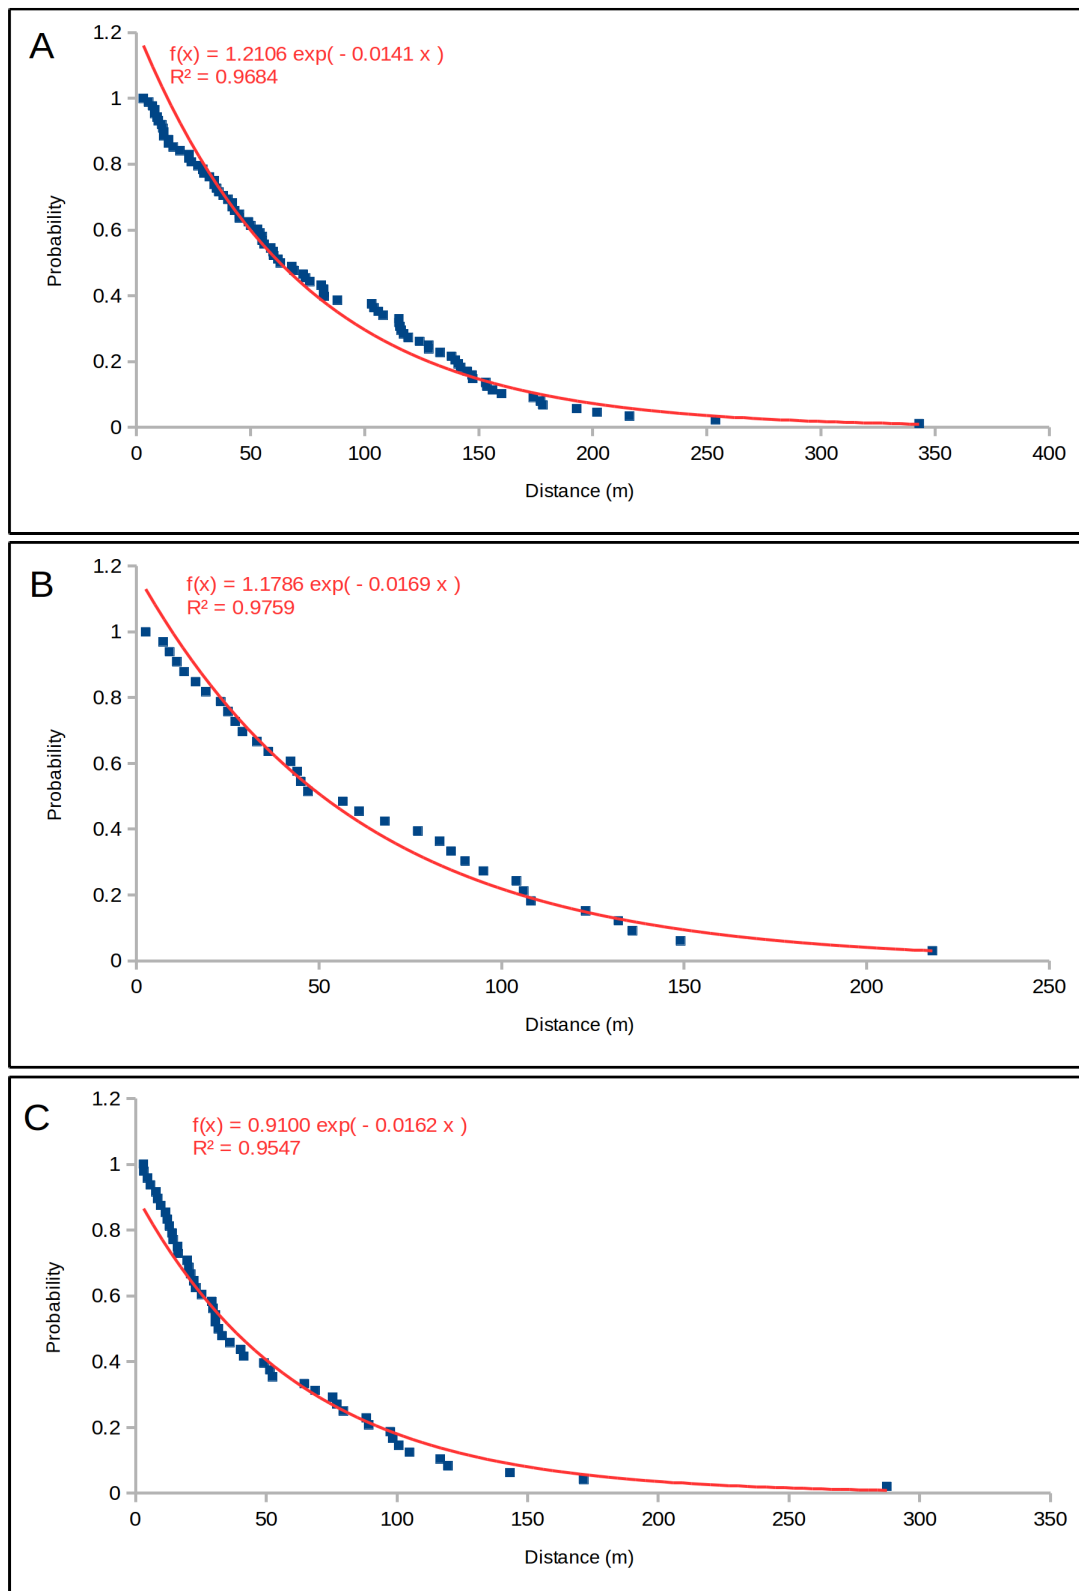 A
f(x) = 1.2106 exp( - 0.0141 x )
R² = 0.9684
1.2
1
0.8
0.6
0.4
0.2
0
Probability
0 50 100 150 200 250 300 350 400
Distance (m)
B
f(x) = 1.1786 exp( - 0.0169 x )
R² = 0.9759
1.2
1
0.8
0.6
0.4
0.2
0
Probability
0 50 100 150 200 250
Distance (m)
C
f(x) = 0.9100 exp( - 0.0162 x )
R² = 0.9547
1.2
1
0.8
0.6
0.4
0.2
0
Probability
0 50 100 150 200 250 300 350
Distance (m)